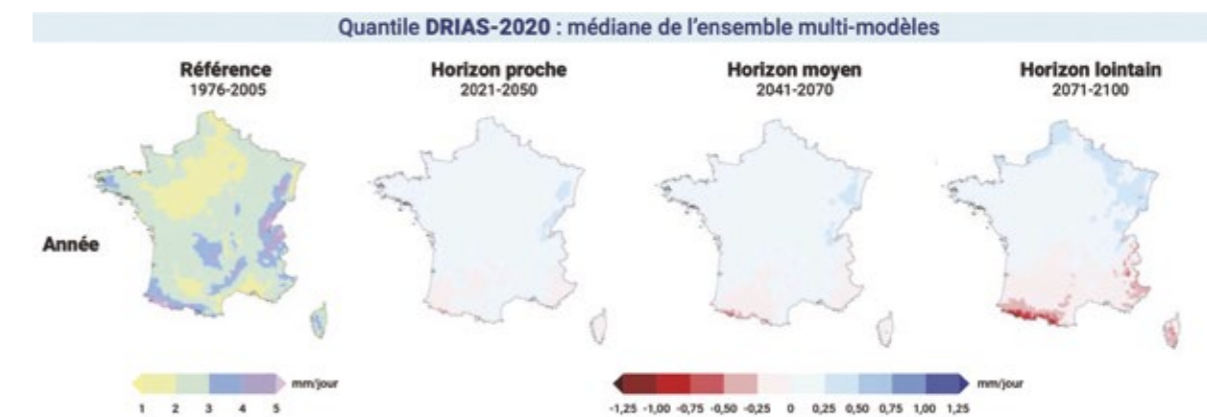 Quantile DRIAS-2020 : médiane de l'ensemble multi-modèles
Référence
1976-2005
Horizon proche
2021-2050
Horizon moyen
2041-2070
Horizon lointain
2071-2100
Année
mm/jour
1 2 3 4 5
mm/jour
-1,25 -1,00 -0,75 -0,50 -0,25 0 0,25 0,50 0,75 1,00 1,25